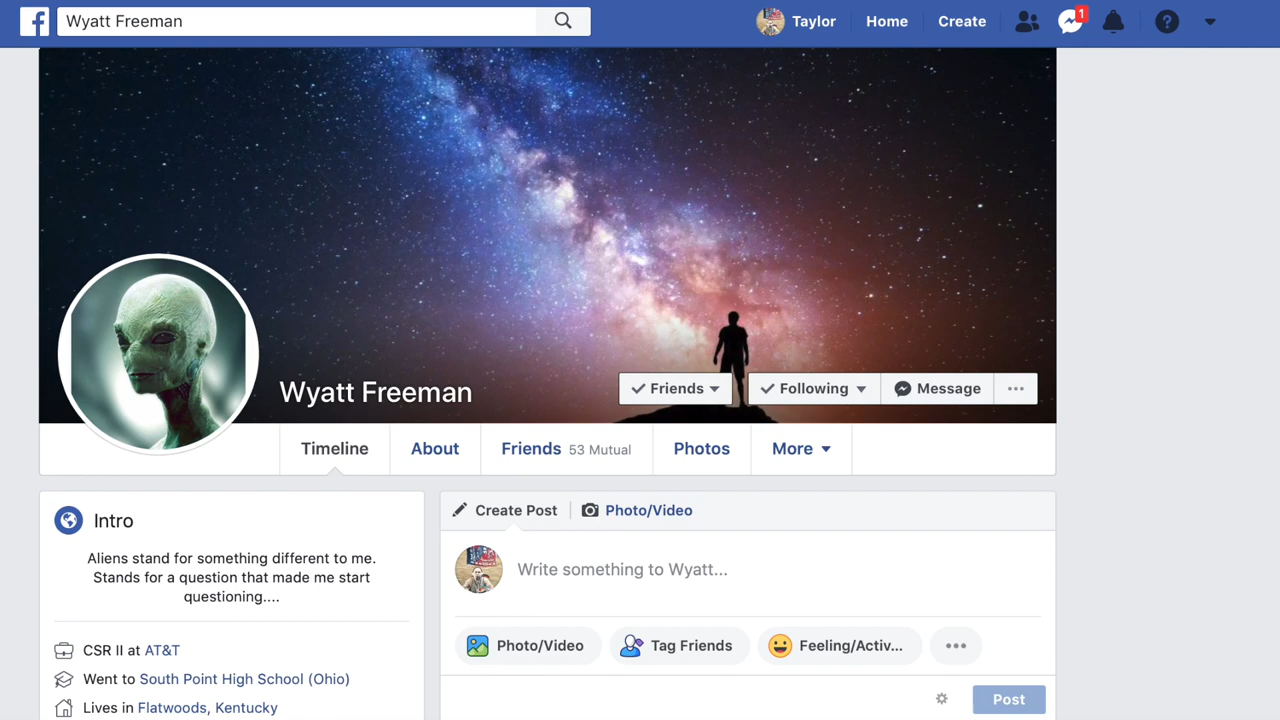 Wyatt Freeman
Taylor
Home
Create
1
Wyatt Freeman
Friends
Following
Message
Timeline
About
Friends 53 Mutual
Photos
More
Intro
Aliens stand for something different to me.
Stands for a question that made me start
questioning....
CSR II at AT&T
Went to South Point High School (Ohio)
Lives in Flatwoods, Kentucky
Create Post
Photo/Video
Write something to Wyatt...
Photo/Video
Tag Friends
Feeling/Activ...
Post